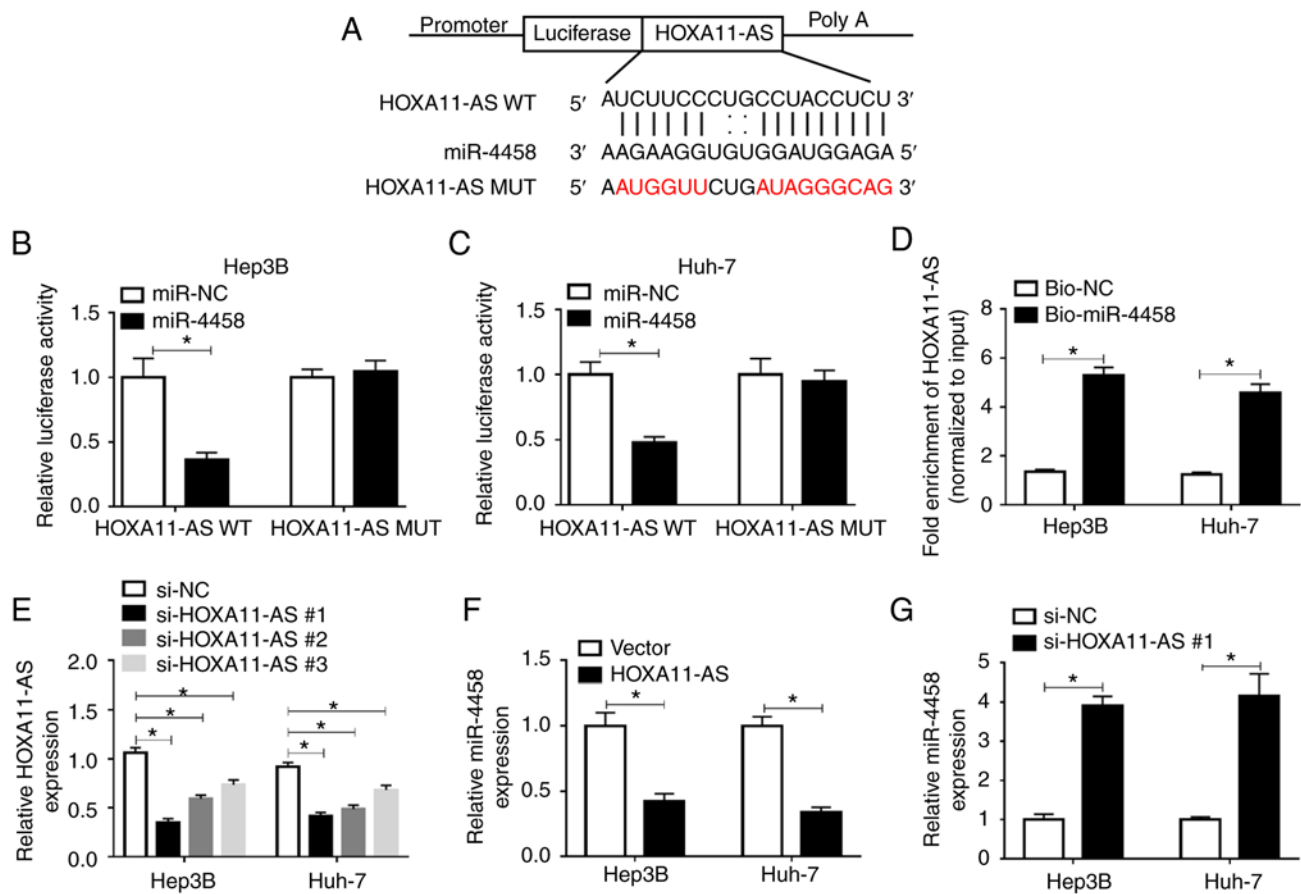 A
Promoter
Luciferase
HOXA11-AS
Poly A
HOXA11-AS WT 5′ AUCUUCCCUGCCUACCUCU 3′
miR-4458 3′ AAGAAGGUGUGGAUGGAGA 5′
HOXA11-AS MUT 5′ AAUGGUUCUGAUAGGGCAG 3′
B
Hep3B
miR-NC
miR-4458
*
Relative luciferase activity
1.5
1.0
0.5
0.0
HOXA11-AS WT
HOXA11-AS MUT
C
Huh-7
miR-NC
miR-4458
*
Relative luciferase activity
1.5
1.0
0.5
0.0
HOXA11-AS WT
HOXA11-AS MUT
D
Bio-NC
Bio-miR-4458
* *
Fold enrichment of HOXA11-AS
(normalized to input)
8
6
4
2
0
Hep3B
Huh-7
E
si-NC
si-HOXA11-AS #1
si-HOXA11-AS #2
si-HOXA11-AS #3
* * * * * *
Relative HOXA11-AS
expression
2.0
1.5
1.0
0.5
0.0
Hep3B
Huh-7
F
Vector
HOXA11-AS
* *
Relative miR-4458
expression
1.5
1.0
0.5
0.0
Hep3B
Huh-7
G
si-NC
si-HOXA11-AS #1
* *
Relative miR-4458
expression
5
4
3
2
1
0
Hep3B
Huh-7